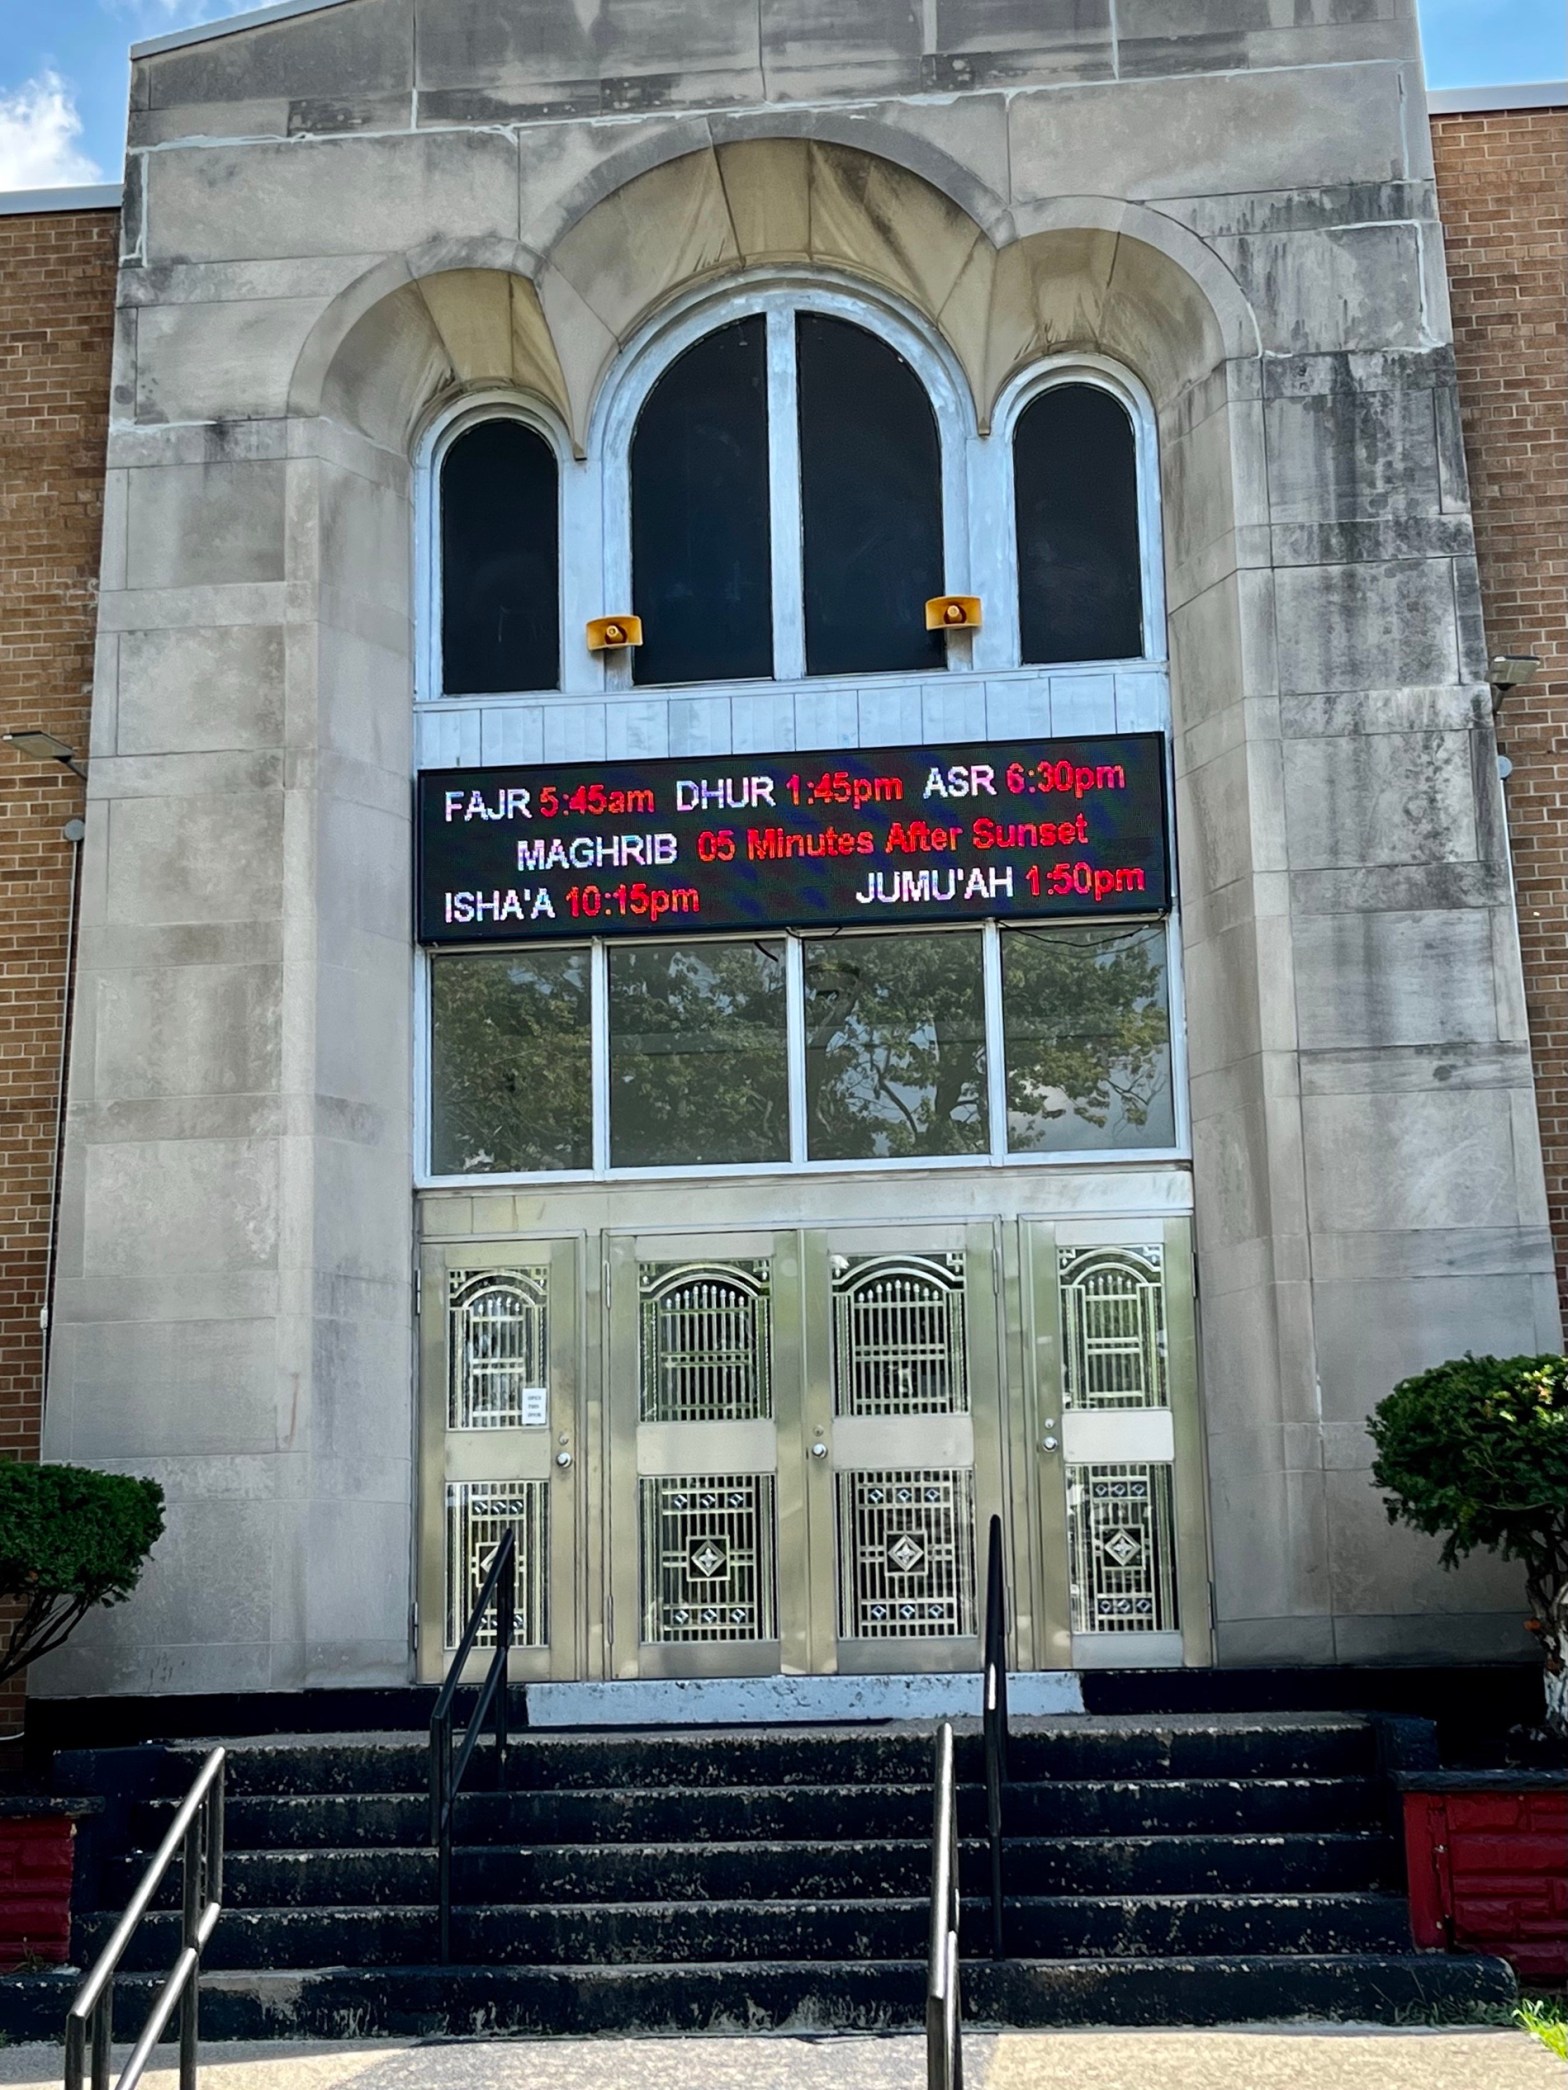 FAJR 5:45am DHUR 1:45pm ASR 6:30pm
MAGHRIB 05 Minutes After Sunset
ISHA'A 10:15pm JUMU'AH 1:50pm